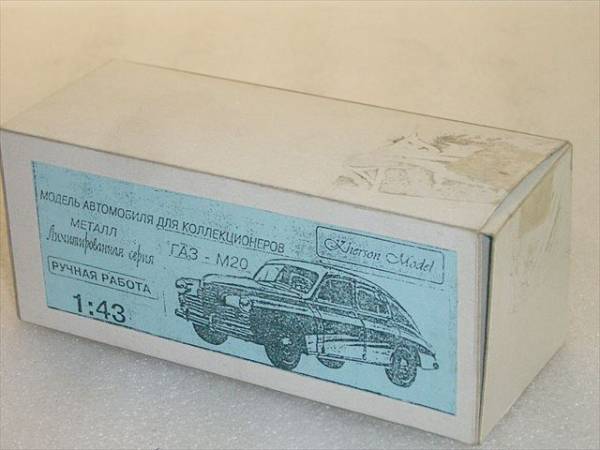 МОДЕЛЬ АВТОМОБИЛЯ ДЛЯ КОЛЛЕКЦИОНЕРОВ
МЕТАЛЛ
Лимитированная серия
ГАЗ - М20
Kherson Model
РУЧНАЯ РАБОТА
1:43